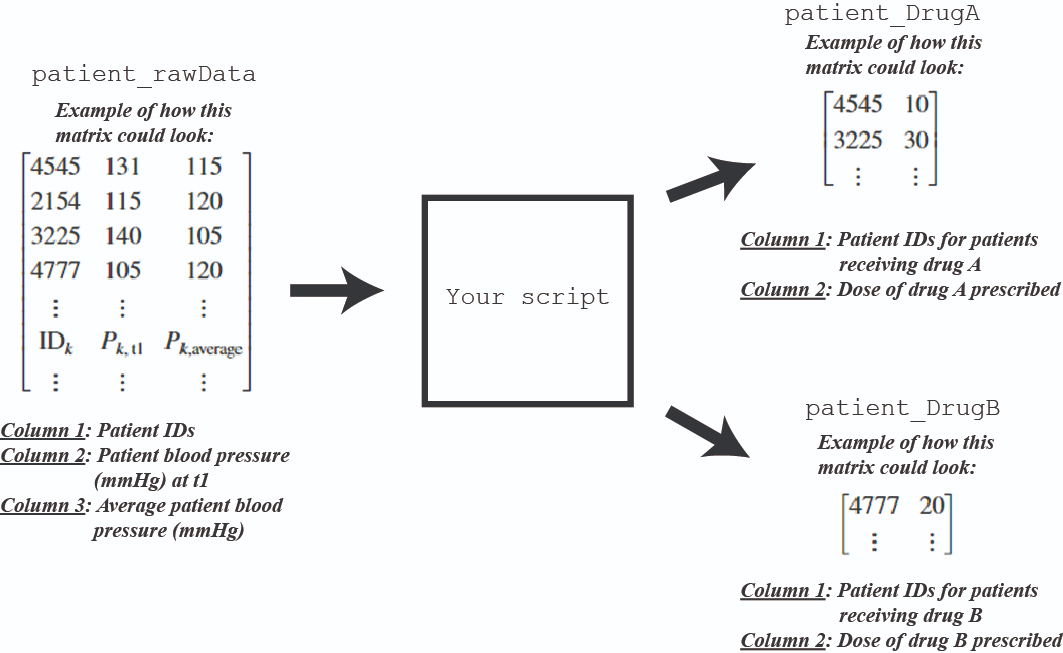 patient_rawData
Example of how this
matrix could look:
4545 131 115
2154 115 120
3225 140 105
4777 105 120
⋮ ⋮ ⋮
ID_k P_k, t1 P_k,average
⋮ ⋮ ⋮
Column 1: Patient IDs
Column 2: Patient blood pressure
(mmHg) at t1
Column 3: Average patient blood
pressure (mmHg)
Your script
patient_DrugA
Example of how this
matrix could look:
4545 10
3225 30
⋮ ⋮
Column 1: Patient IDs for patients
receiving drug A
Column 2: Dose of drug A prescribed
patient_DrugB
Example of how this
matrix could look:
4777 20
⋮ ⋮
Column 1: Patient IDs for patients
receiving drug B
Column 2: Dose of drug B prescribed